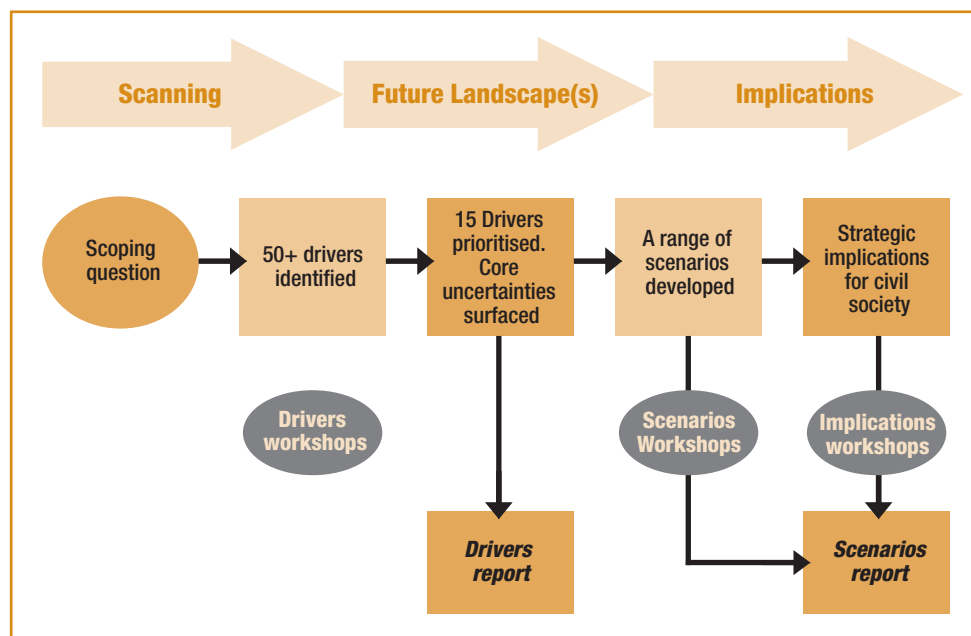 Scanning
Future Landscape(s)
Implications
Scoping
question
50+ drivers
identified
15 Drivers
prioritised.
Core
uncertainties
surfaced
A range of
scenarios
developed
Strategic
implications
for civil
society
Drivers
workshops
Scenarios
Workshops
Implications
workshops
Drivers
report
Scenarios
report